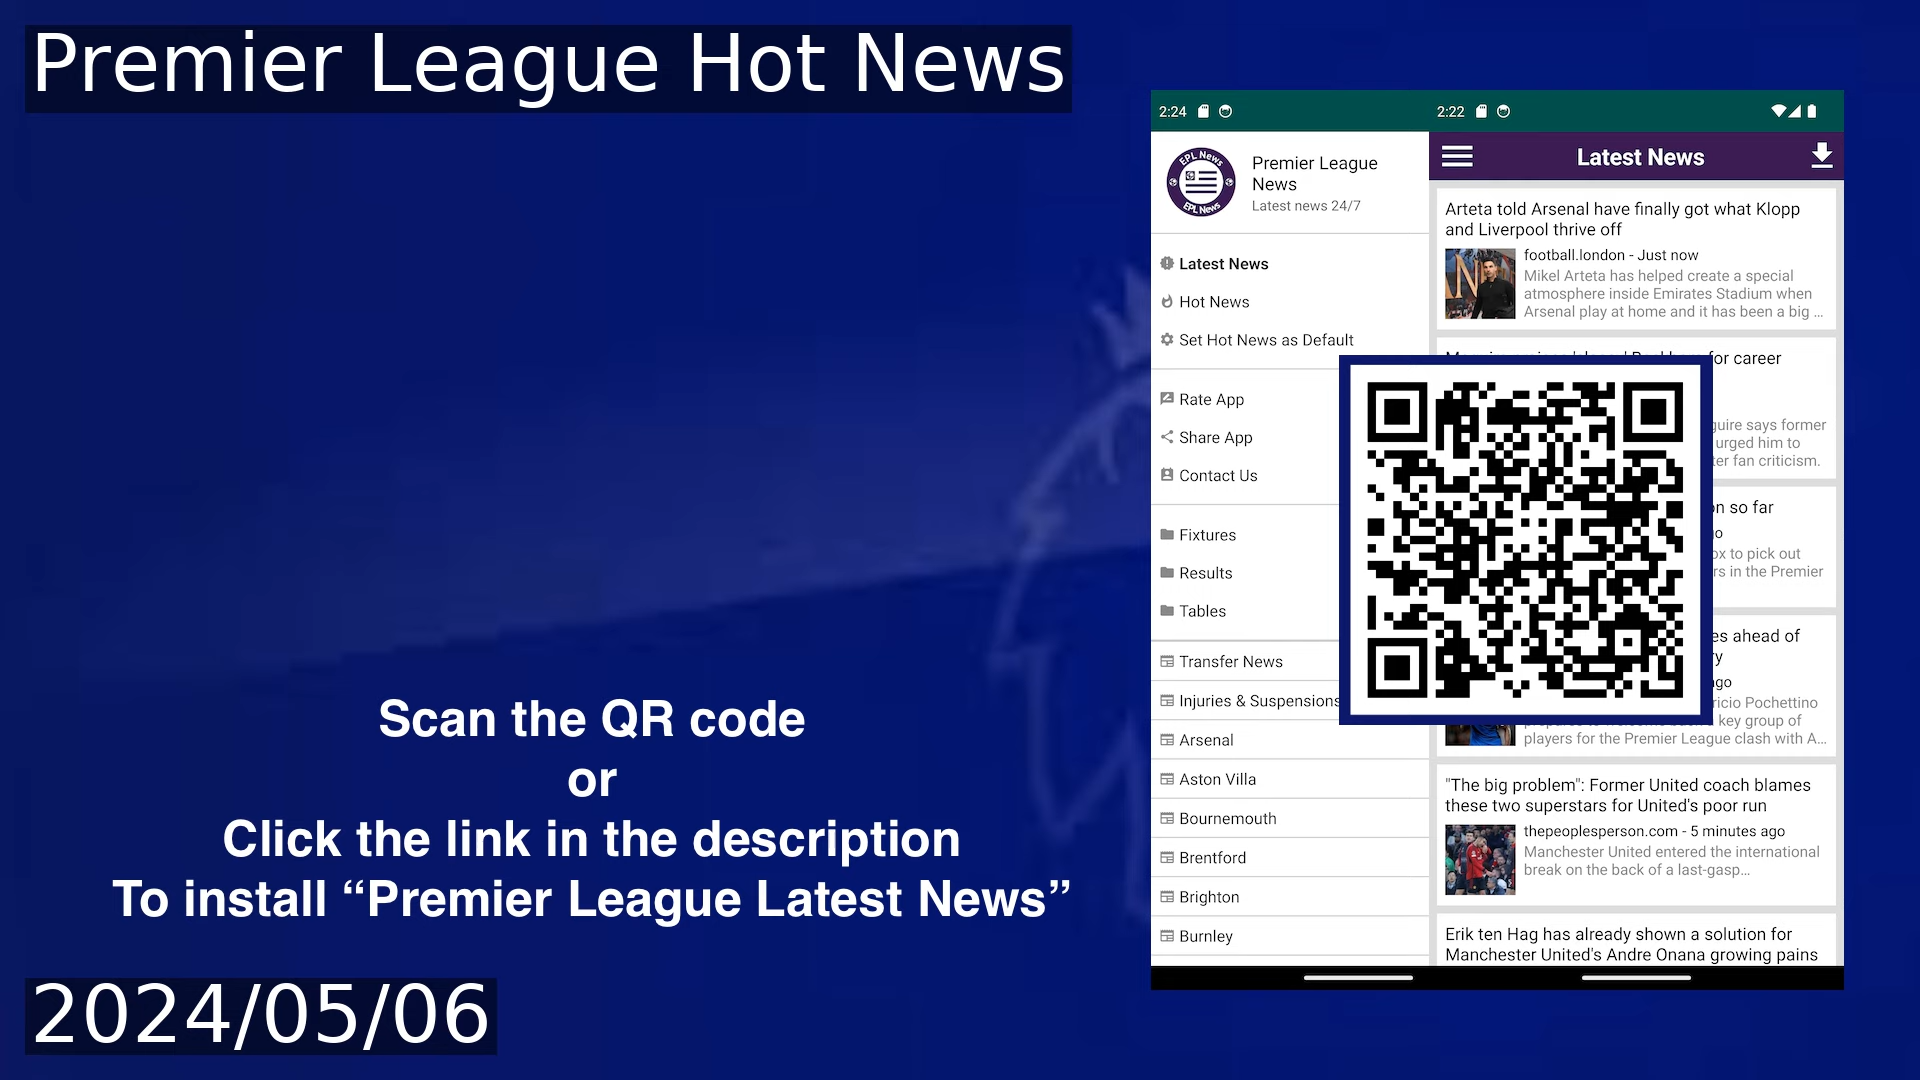 Premier League Hot News
2:24
Premier League
News
Latest news 24/7
EPL News
EPL News
Latest News
Hot News
Set Hot News as Default
Rate App
Share App
Contact Us
Fixtures
Results
Tables
Transfer News
Injuries & Suspensions
Arsenal
Aston Villa
Bournemouth
Brentford
Brighton
Burnley
2:22
Latest News
Arteta told Arsenal have finally got what Klopp
and Liverpool thrive off
football.london - Just now
Mikel Arteta has helped create a special
atmosphere inside Emirates Stadium when
Arsenal play at home and it has been a big ...
for career
says former
urged him to
fan criticism.
so far
to pick out
in the Premier
ahead of
Pochettino
key group of
players for the Premier League clash with A...
"The big problem": Former United coach blames
these two superstars for United's poor run
thepeoplesperson.com - 5 minutes ago
Manchester United entered the international
break on the back of a last-gasp...
Erik ten Hag has already shown a solution for
Manchester United's Andre Onana growing pains
Scan the QR code
or
Click the link in the description
To install “Premier League Latest News”
2024/05/06